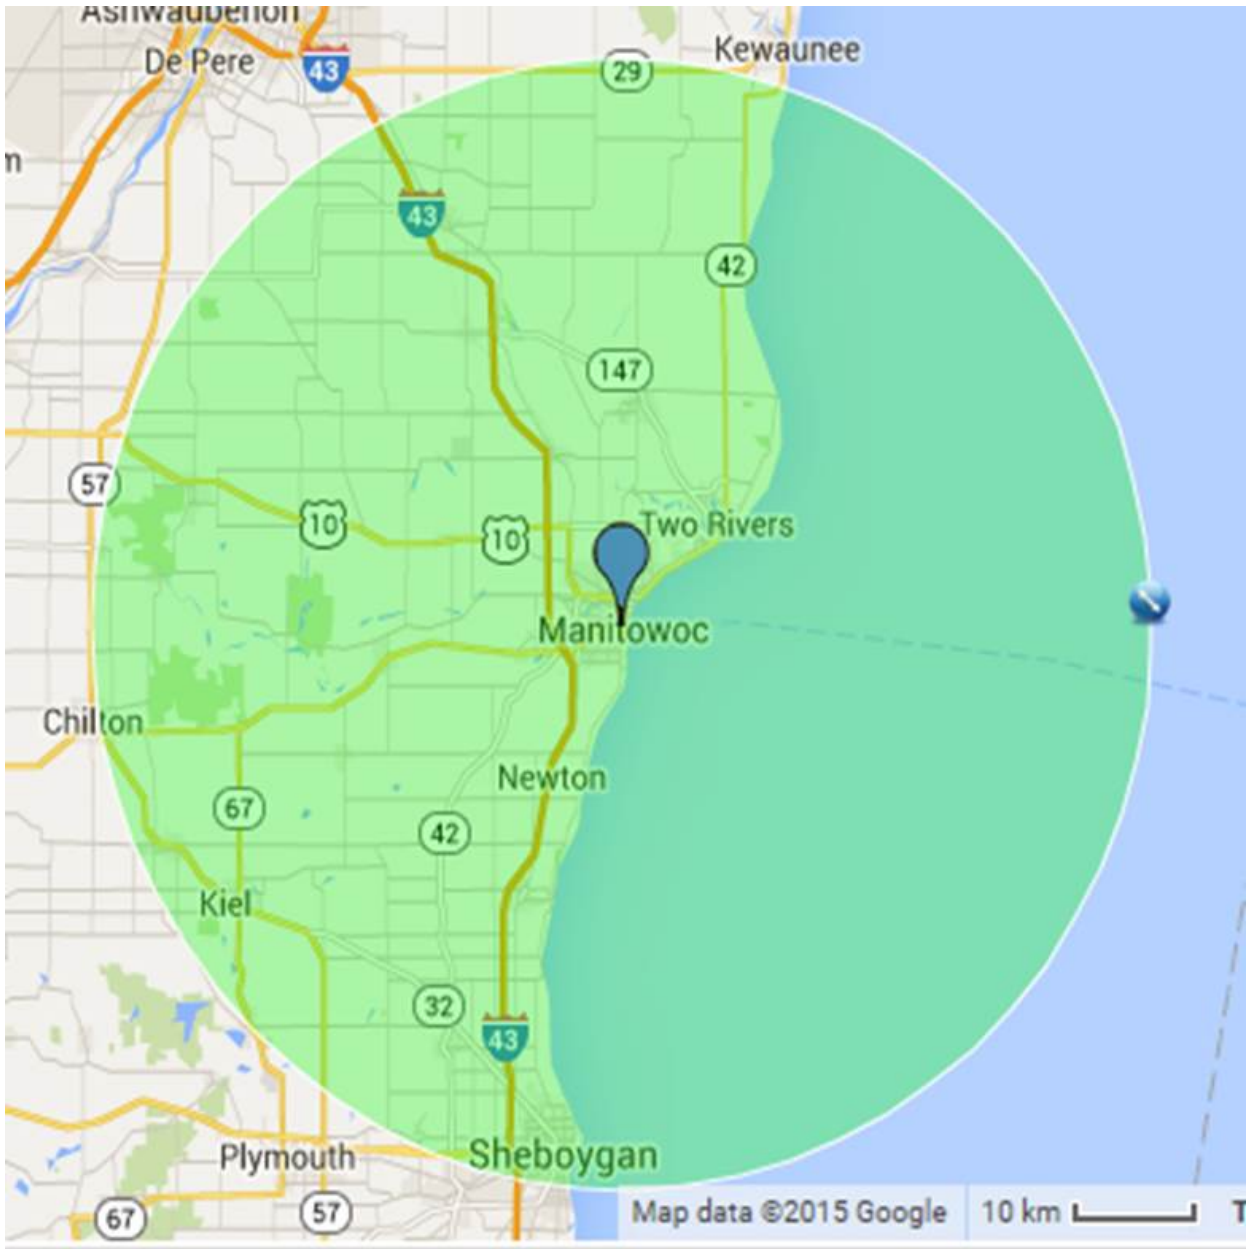 Ashwaubenon
De Pere
43
29
Kewaunee
m
43
42
147
57
10
10
Two Rivers
Manitowoc
Chilton
Newton
67
42
Kiel
32
43
Plymouth
Sheboygan
67
57
Map data ©2015 Google
10 km
T